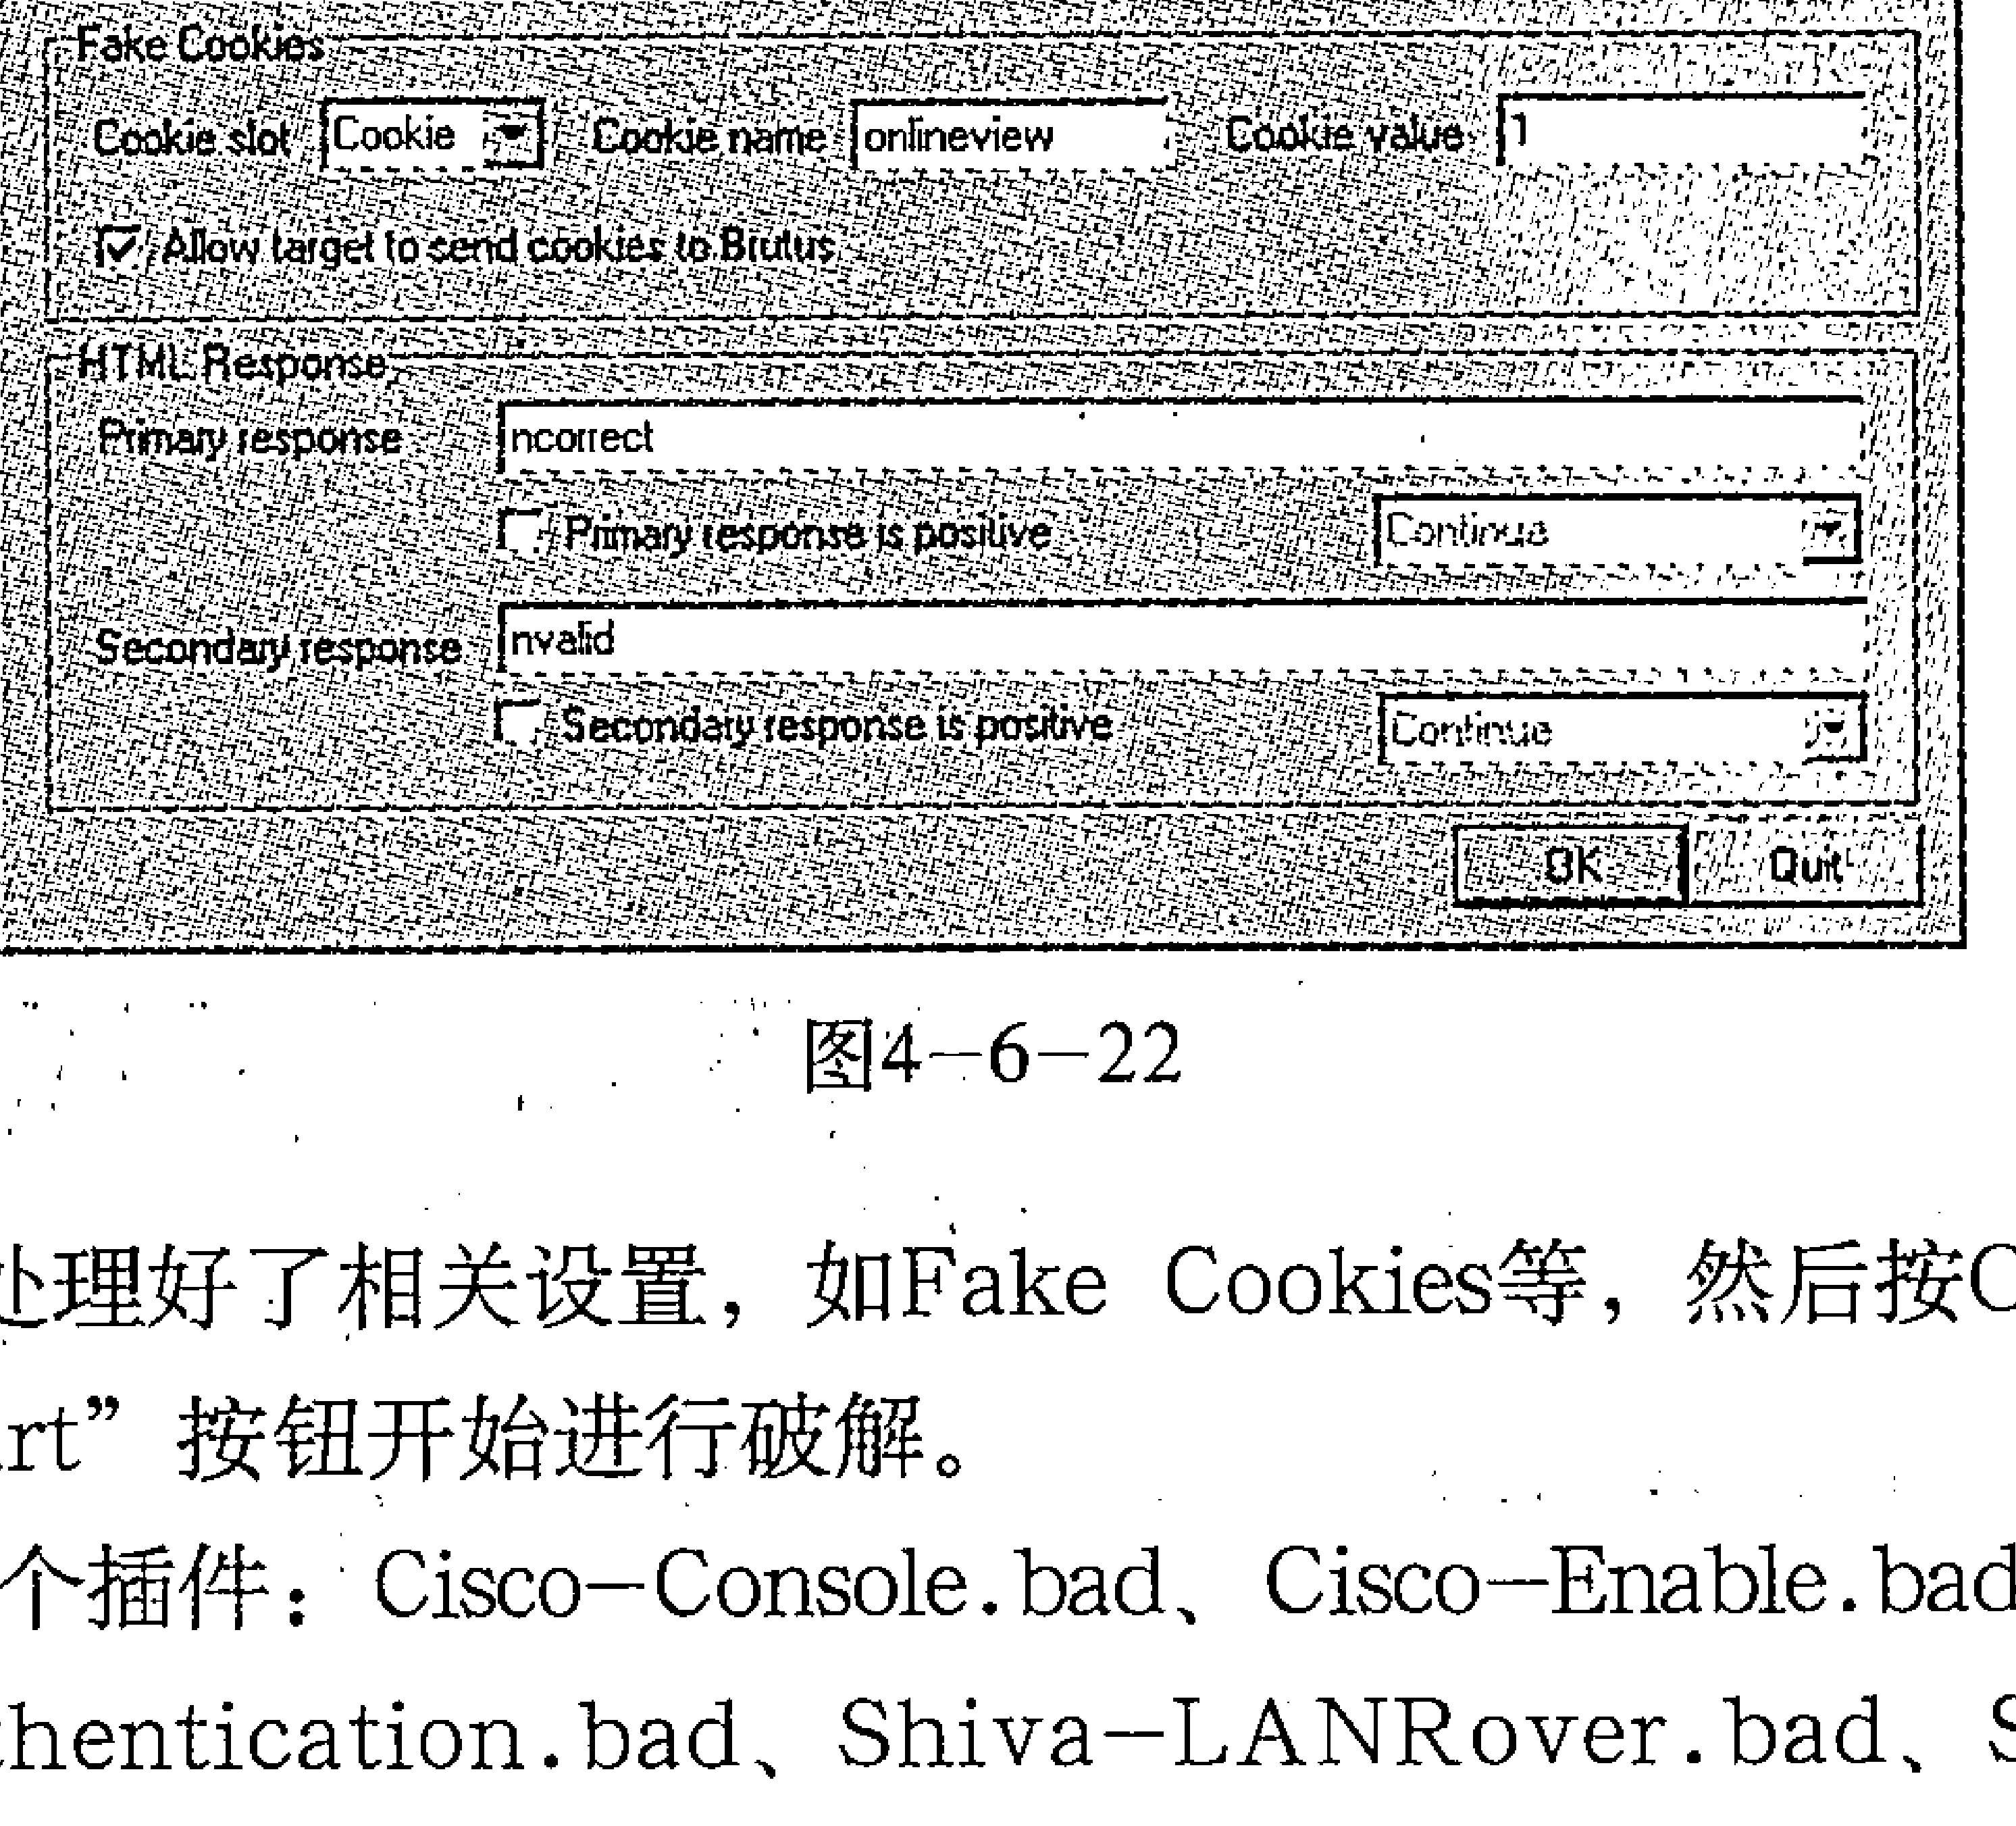 Fake Cookies
Cookie slot Cookie Cookie name onlineview Cookie value 1
Allow target to send cookies to Brutus
HTML Response
Primary response ncorrect
Primary response is positive Continue
Secondary response nvalid
Secondary response is positive Continue
OK Quit
图4-6-22
处理好了相关设置，如Fake Cookies等，然后按
rt”按钮开始进行破解。
个插件：Cisco-Console.bad、Cisco-Enable.bad
hentication.bad、Shiva-LANRover.bad、S